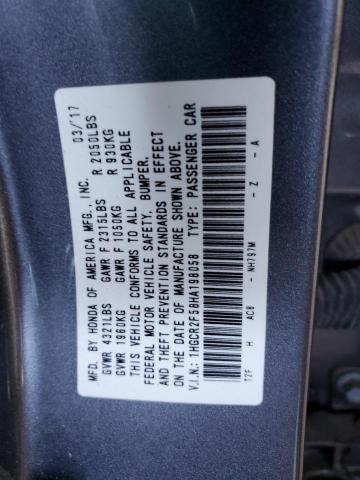 MFD. BY HONDA OF AMERICA MFG., INC. 03/'17
GVWR 4321LBS GAWR F 2315LBS R 2050LBS
GVWR 1960KG GAWR F 1050KG R 930KG
THIS VEHICLE CONFORMS TO ALL APPLICABLE
FEDERAL MOTOR VEHICLE SAFETY, BUMPER,
AND THEFT PREVENTION STANDARDS IN EFFECT
ON THE DATE OF MANUFACTURE SHOWN ABOVE.
V.I.N.: 1HGCR2F58HA198058 TYPE: PASSENGER CAR
T2F H AC8 - NH797M - Z - A